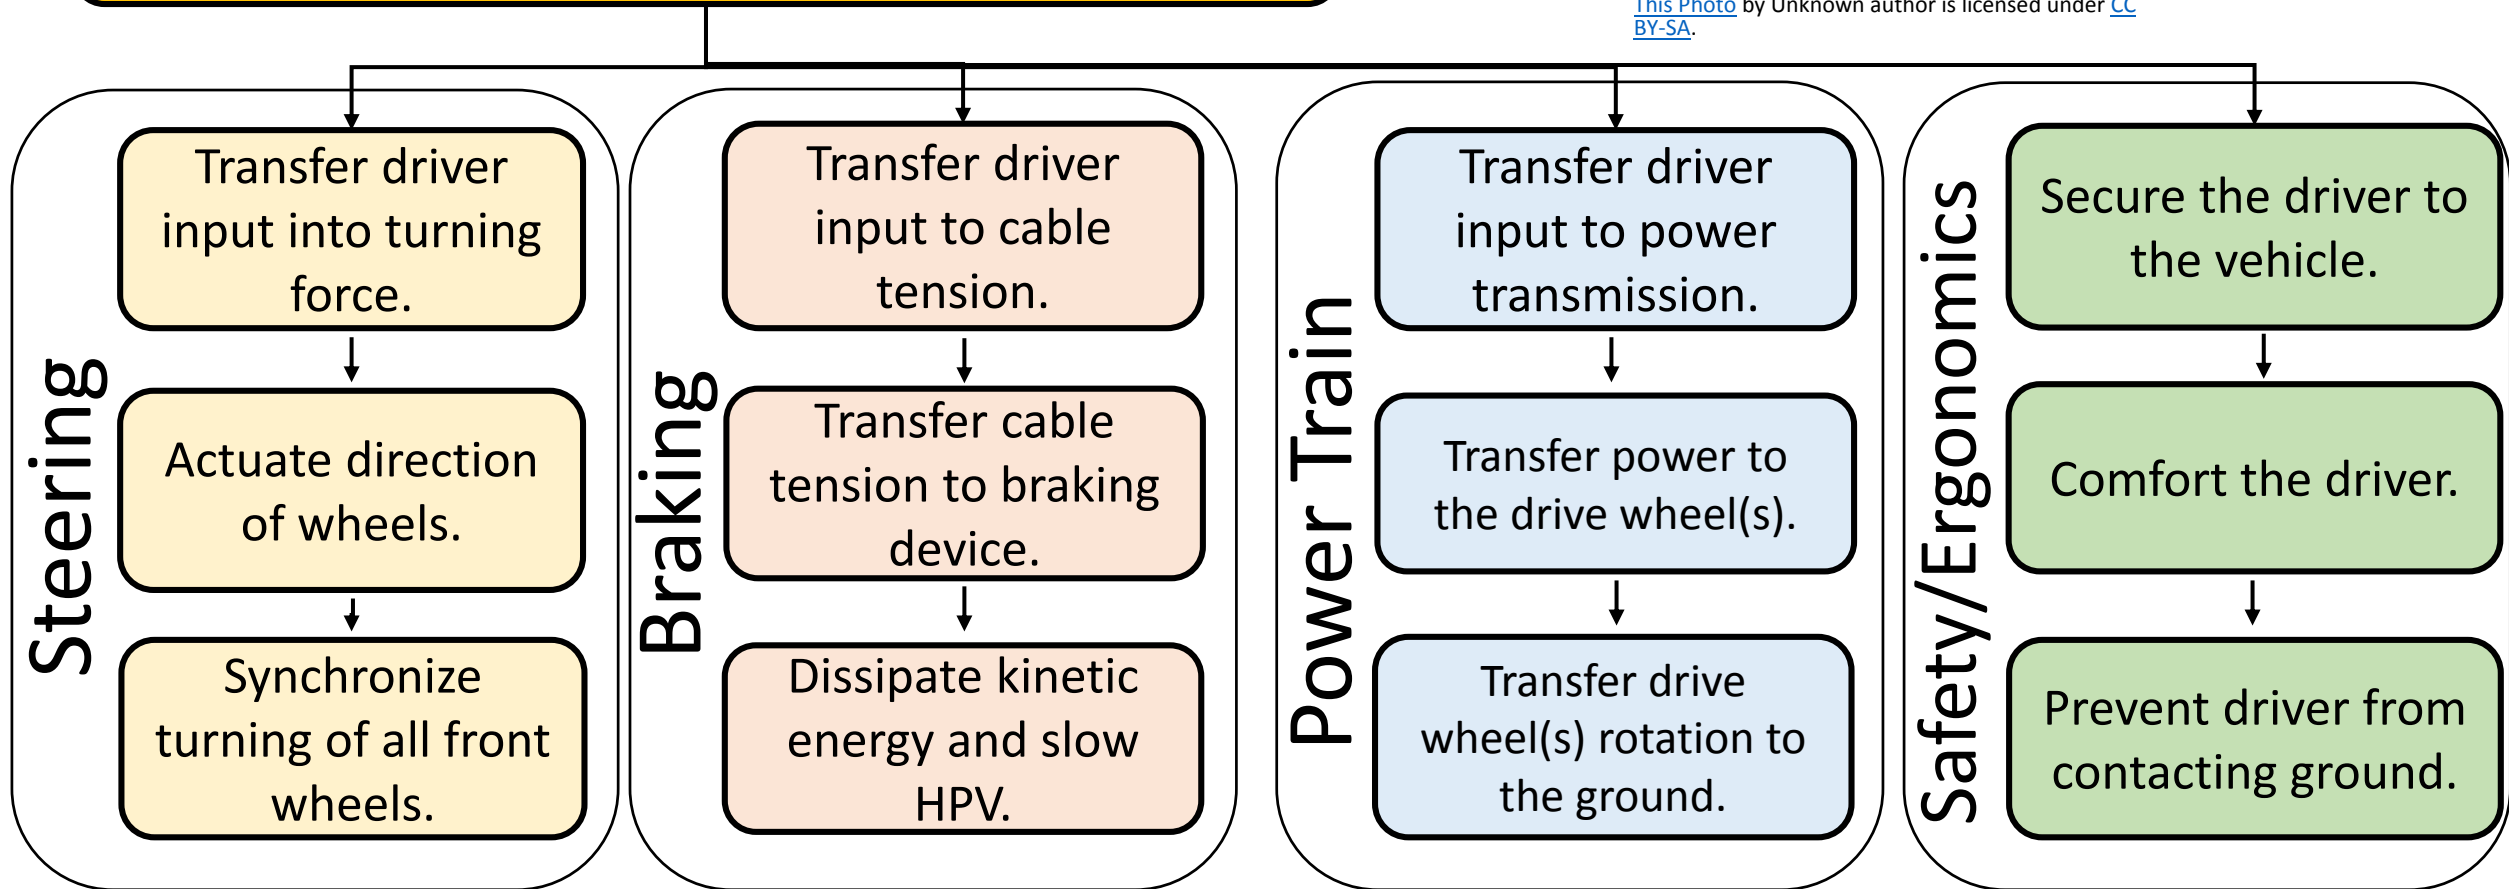 This Photo by Unknown author is licensed under CC
BY-SA.
Steering
Transfer driver
input into turning
force.
Actuate direction
of wheels.
Synchronize
turning of all front
wheels.
Braking
Transfer driver
input to cable
tension.
Transfer cable
tension to braking
device.
Dissipate kinetic
energy and slow
HPV.
Power Train
Transfer driver
input to power
transmission.
Transfer power to
the drive wheel(s).
Transfer drive
wheel(s) rotation to
the ground.
Safety/Ergonomics
Secure the driver to
the vehicle.
Comfort the driver.
Prevent driver from
contacting ground.